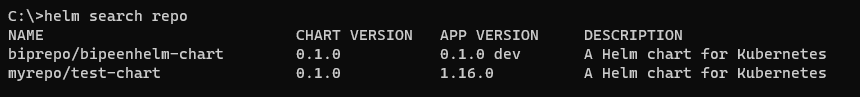 C:\>helm search repo
NAME CHART VERSION APP VERSION DESCRIPTION
biprepo/bipeenhelm-chart 0.1.0 0.1.0 dev A Helm chart for Kubernetes
myrepo/test-chart 0.1.0 1.16.0 A Helm chart for Kubernetes